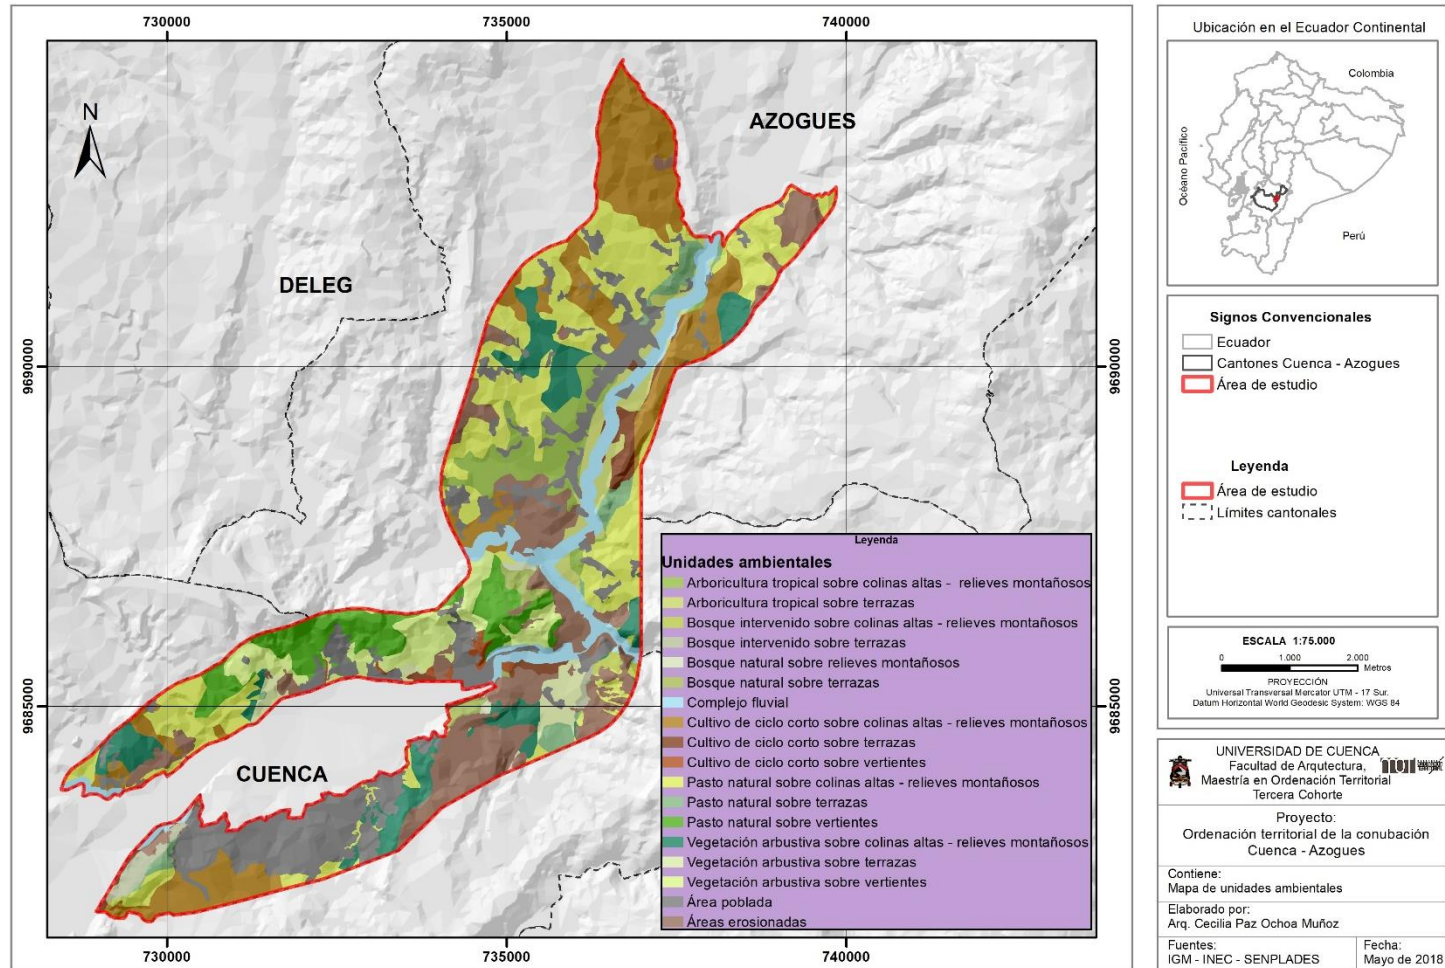 730000
735000
740000
N
AZOGUES
DELEG
CUENCA
9690000
9690000
9685000
9685000
Leyenda
Unidades ambientales
Arboricultura tropical sobre colinas altas - relieves montañosos
Arboricultura tropical sobre terrazas
Bosque intervenido sobre colinas altas - relieves montañosos
Bosque intervenido sobre terrazas
Bosque natural sobre relieves montañosos
Bosque natural sobre terrazas
Complejo fluvial
Cultivo de ciclo corto sobre colinas altas - relieves montañosos
Cultivo de ciclo corto sobre terrazas
Cultivo de ciclo corto sobre vertientes
Pasto natural sobre colinas altas - relieves montañosos
Pasto natural sobre terrazas
Pasto natural sobre vertientes
Vegetación arbustiva sobre colinas altas - relieves montañosos
Vegetación arbustiva sobre terrazas
Vegetación arbustiva sobre vertientes
Área poblada
Áreas erosionadas
730000
735000
740000
Ubicación en el Ecuador Continental
Colombia
Océano Pacífico
Perú
Signos Convencionales
Ecuador
Cantones Cuenca - Azogues
Área de estudio
Leyenda
Área de estudio
Límites cantonales
ESCALA 1:75.000
0 1.000 2.000
Metros
PROYECCIÓN
Universal Transversal Mercator UTM - 17 Sur.
Datum Horizontal World Geodesic System: WGS 84
UNIVERSIDAD DE CUENCA
Facultad de Arqutectura,
Maestría en Ordenación Territorial
Tercera Cohorte
Proyecto:
Ordenación territorial de la conubación
Cuenca - Azogues
Contiene:
Mapa de unidades ambientales
Elaborado por:
Arq. Cecilia Paz Ochoa Muñoz
Fuentes:
IGM - INEC - SENPLADES
Fecha:
Mayo de 2018